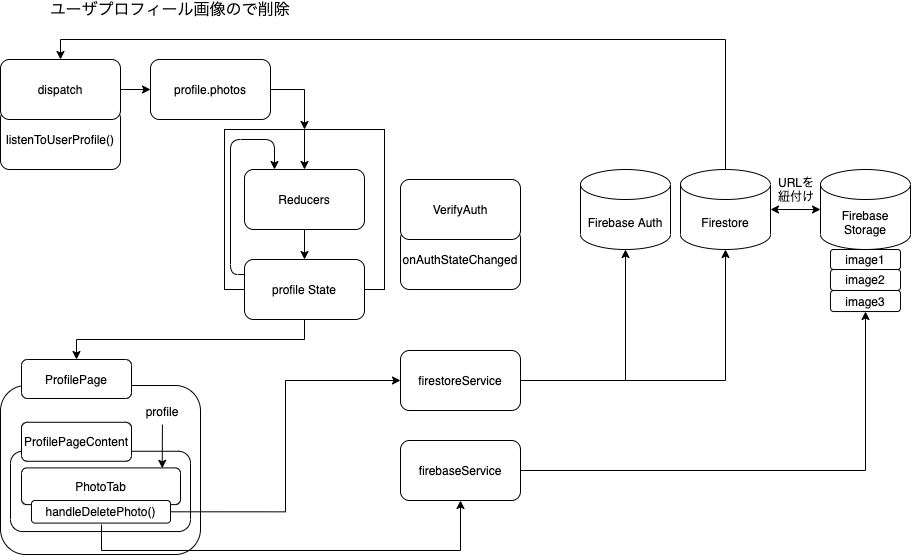 ユーザプロフィール画像ので削除
dispatch
listenToUserProfile()
profile.photos
Reducers
profile State
VerifyAuth
onAuthStateChanged
Firebase Auth
Firestore
URLを
紐付け
Firebase
Storage
image1
image2
image3
ProfilePage
profile
ProfilePageContent
PhotoTab
handleDeletePhoto()
firestoreService
firebaseService